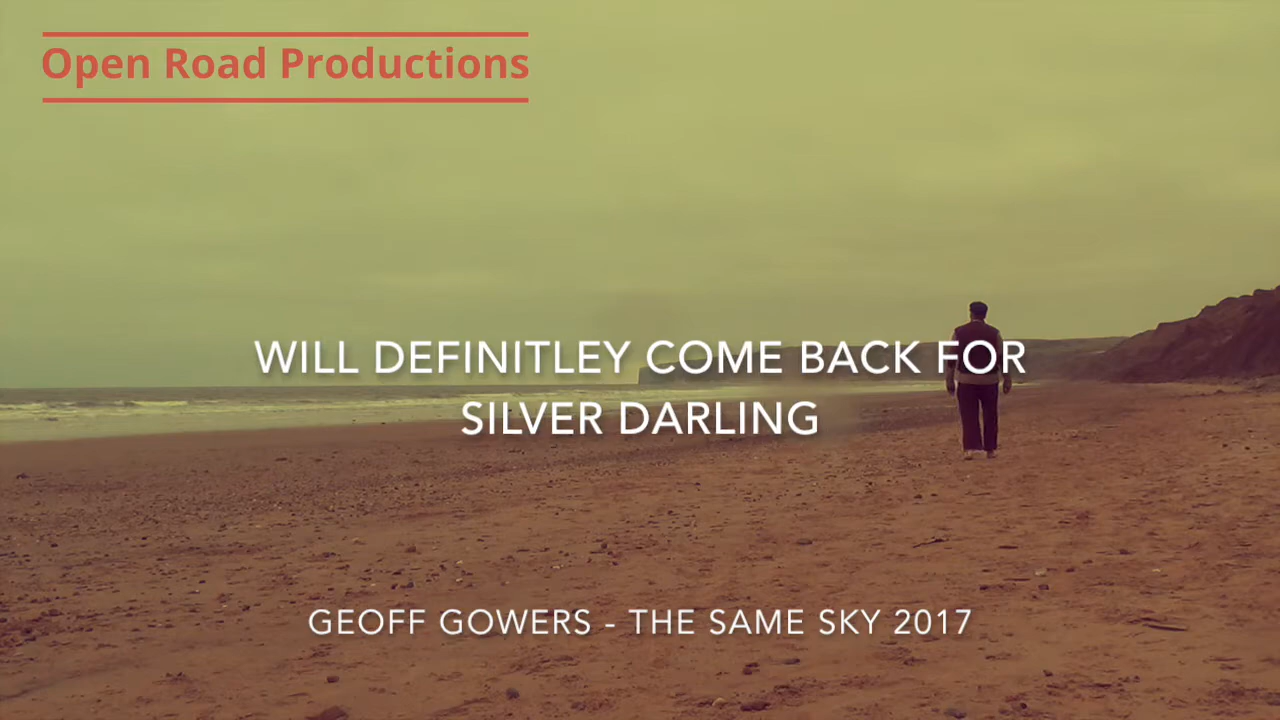 Open Road Productions
WILL DEFINITLEY COME BACK FOR
SILVER DARLING
GEOFF GOWERS - THE SAME SKY 2017